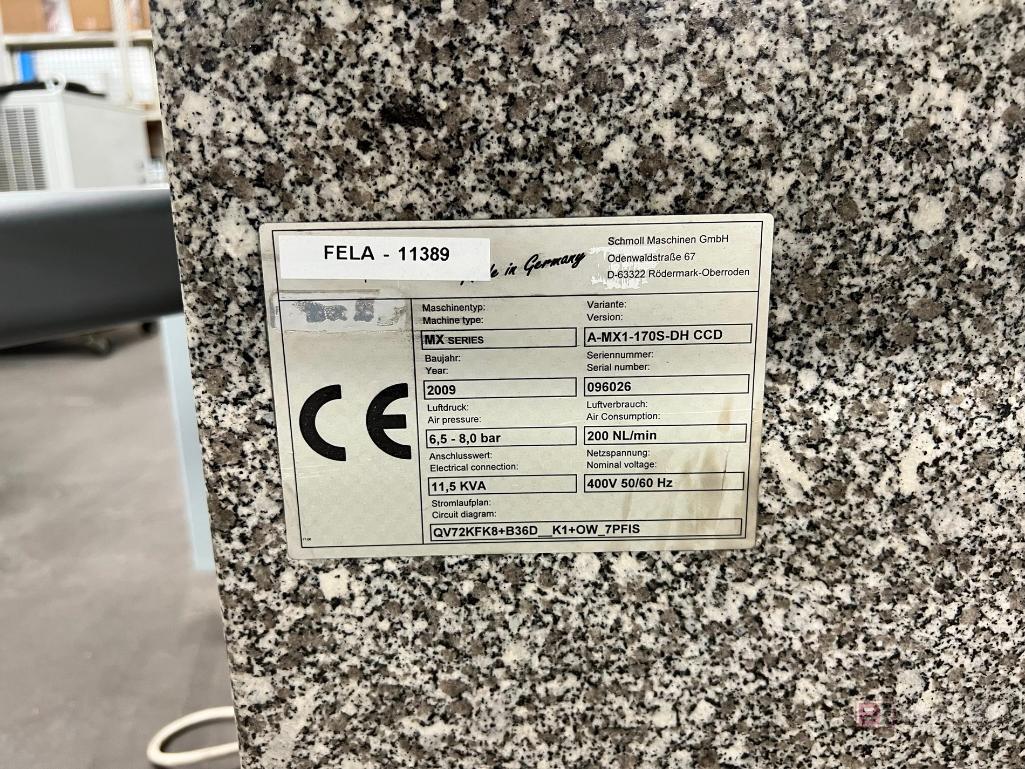 FELA - 11389
in Germany
Schmoll Maschinen GmbH
Odenwaldstraße 67
D-63322 Rödermark-Oberroden
Maschinentyp:
Machine type:
MX SERIES
Variante:
Version:
A-MX1-170S-DH CCD
Baujahr:
Year:
2009
Seriennummer:
Serial number:
096026
Luftdruck:
Air pressure:
6,5 - 8,0 bar
Luftverbrauch:
Air Consumption:
200 NL/min
Anschlusswert:
Electrical connection:
11,5 KVA
Netzspannung:
Nominal voltage:
400V 50/60 Hz
Stromlaufplan:
Circuit diagram:
QV72KFK8+B36D__K1+OW_7PFIS
CE